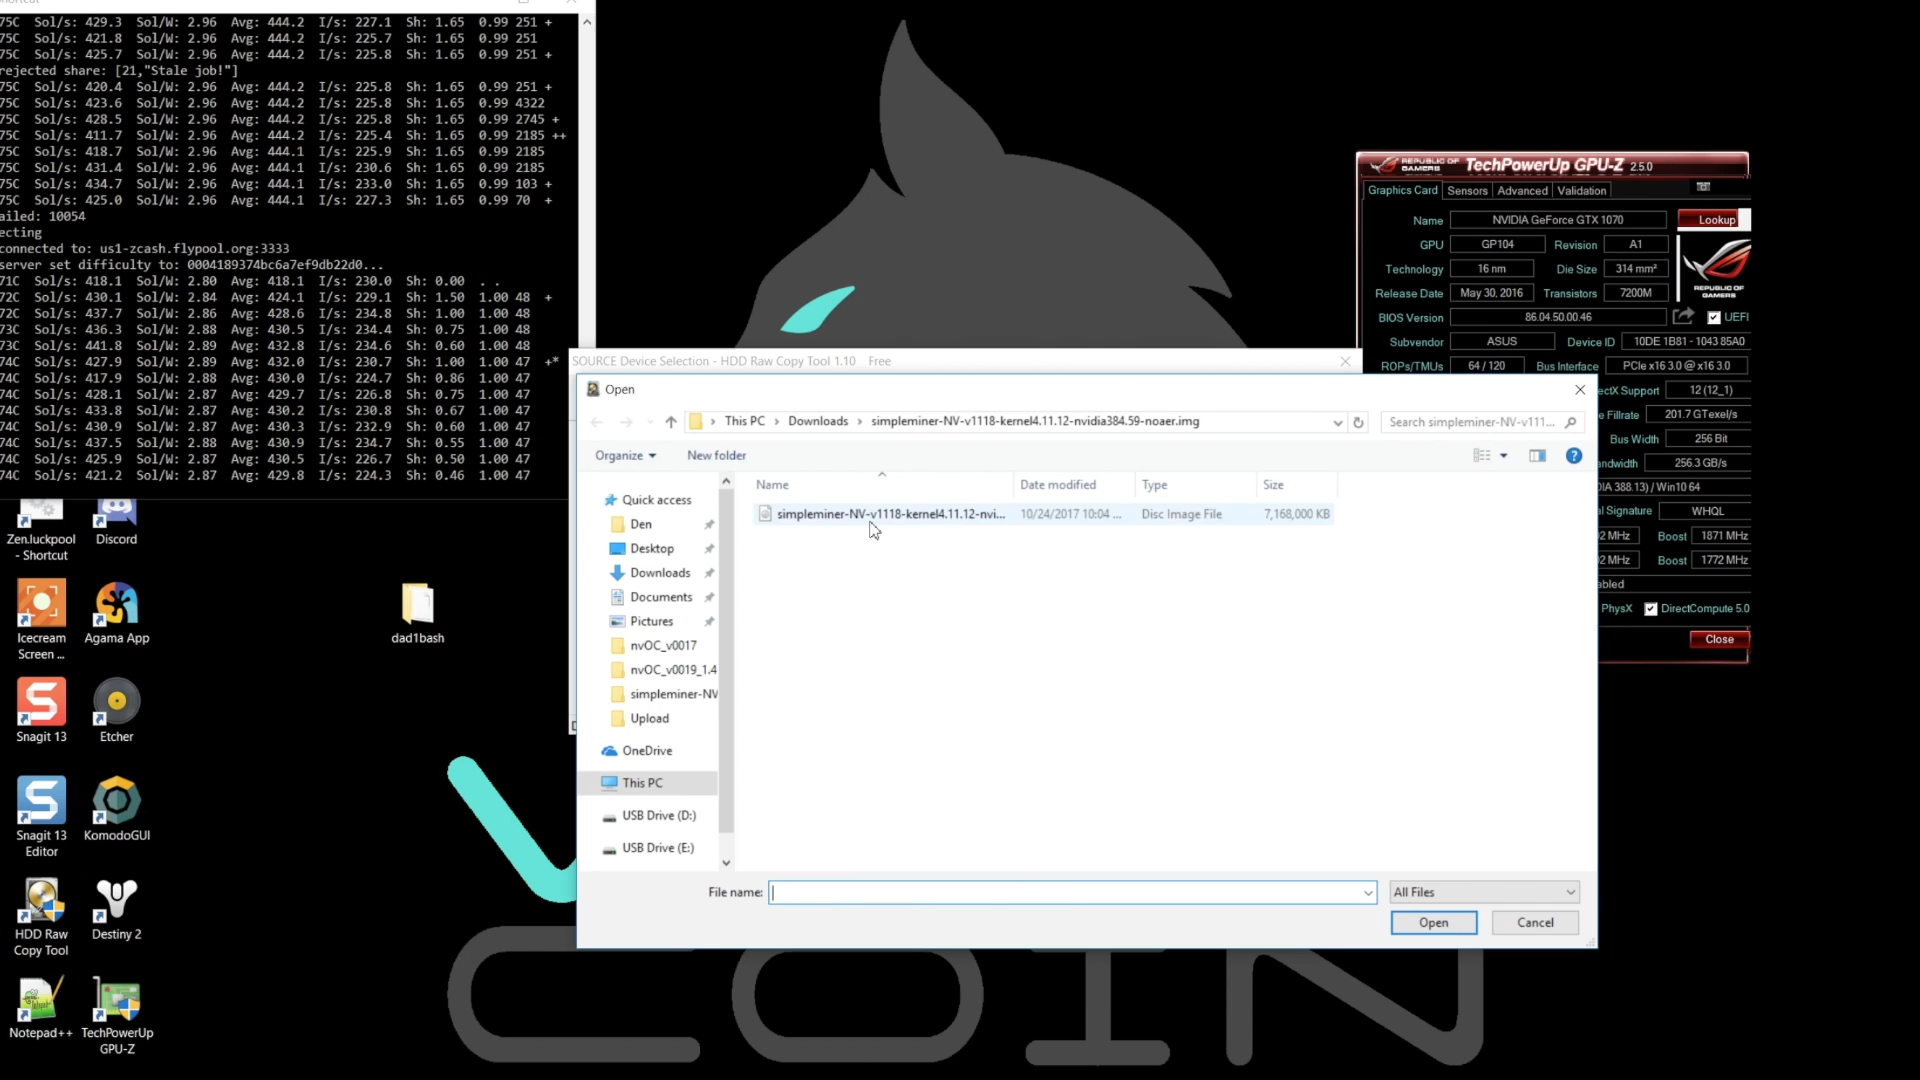 75C Sol/s: 429.3 Sol/W: 2.96 Avg: 444.2 I/s: 227.1 Sh: 1.65 0.99 251 +
75C Sol/s: 421.8 Sol/W: 2.96 Avg: 444.2 I/s: 225.7 Sh: 1.65 0.99 251
75C Sol/s: 425.7 Sol/W: 2.96 Avg: 444.2 I/s: 225.8 Sh: 1.65 0.99 251 +
rejected share: [21,"Stale job!"]
75C Sol/s: 420.4 Sol/W: 2.96 Avg: 444.2 I/s: 225.8 Sh: 1.65 0.99 251 +
75C Sol/s: 423.6 Sol/W: 2.96 Avg: 444.2 I/s: 225.8 Sh: 1.65 0.99 4322
75C Sol/s: 428.5 Sol/W: 2.96 Avg: 444.2 I/s: 225.8 Sh: 1.65 0.99 2745 +
75C Sol/s: 411.7 Sol/W: 2.96 Avg: 444.2 I/s: 225.4 Sh: 1.65 0.99 2185 ++
75C Sol/s: 418.7 Sol/W: 2.96 Avg: 444.1 I/s: 225.9 Sh: 1.65 0.99 2185
75C Sol/s: 431.4 Sol/W: 2.96 Avg: 444.1 I/s: 230.6 Sh: 1.65 0.99 2185
75C Sol/s: 434.7 Sol/W: 2.96 Avg: 444.1 I/s: 233.0 Sh: 1.65 0.99 103 +
75C Sol/s: 425.0 Sol/W: 2.96 Avg: 444.1 I/s: 227.3 Sh: 1.65 0.99 70 +
ailed: 10054
ecting
connected to: us1-zcash.flypool.org:3333
server set difficulty to: 0004189374bc6a7ef9db22d0...
71C Sol/s: 418.1 Sol/W: 2.80 Avg: 418.1 I/s: 230.0 Sh: 0.00 . .
72C Sol/s: 430.1 Sol/W: 2.84 Avg: 424.1 I/s: 229.1 Sh: 1.50 1.00 48 +
72C Sol/s: 437.7 Sol/W: 2.86 Avg: 428.6 I/s: 234.8 Sh: 1.00 1.00 48
73C Sol/s: 436.3 Sol/W: 2.88 Avg: 430.5 I/s: 234.4 Sh: 0.75 1.00 48
73C Sol/s: 441.8 Sol/W: 2.89 Avg: 432.8 I/s: 234.6 Sh: 0.60 1.00 48
74C Sol/s: 427.9 Sol/W: 2.89 Avg: 432.0 I/s: 230.7 Sh: 1.00 1.00 47 +*
74C Sol/s: 417.9 Sol/W: 2.88 Avg: 430.0 I/s: 224.7 Sh: 0.86 1.00 47
74C Sol/s: 428.1 Sol/W: 2.87 Avg: 429.7 I/s: 226.8 Sh: 0.75 1.00 47
74C Sol/s: 433.8 Sol/W: 2.87 Avg: 430.2 I/s: 230.8 Sh: 0.67 1.00 47
74C Sol/s: 430.9 Sol/W: 2.87 Avg: 430.3 I/s: 232.9 Sh: 0.60 1.00 47
74C Sol/s: 437.5 Sol/W: 2.88 Avg: 430.9 I/s: 234.7 Sh: 0.55 1.00 47
74C Sol/s: 425.9 Sol/W: 2.87 Avg: 430.5 I/s: 226.7 Sh: 0.50 1.00 47
74C Sol/s: 421.2 Sol/W: 2.87 Avg: 429.8 I/s: 224.3 Sh: 0.46 1.00 47
REPUBLIC OF GAMERS TechPowerUp GPU-Z 2.5.0
Graphics Card Sensors Advanced Validation
Name NVIDIA GeForce GTX 1070 Lookup
GPU GP104 Revision A1
Technology 16 nm Die Size 314 mm²
REPUBLIC OF GAMERS
Release Date May 30, 2016 Transistors 7200M
BIOS Version 86.04.50.00.46 UEFI
Subvendor ASUS Device ID 10DE 1B81 - 1043 85A0
ROPs/TMUs 64 / 120 Bus Interface PCIe x16 3.0 @ x16 3.0
ectX Support 12 (12_1)
e Fillrate 201.7 GTexel/s
Bus Width 256 Bit
andwidth 256.3 GB/s
DIA 388.13) / Win10 64
al Signature WHQL
2 MHz Boost 1871 MHz
2 MHz Boost 1772 MHz
abled
PhysX DirectCompute 5.0
Close
SOURCE Device Selection - HDD Raw Copy Tool 1.10 Free
Open
This PC > Downloads > simpleminer-NV-v1118-kernel4.11.12-nvidia384.59-noaer.img
Search simpleminer-NV-v111...
Organize New folder
Name Date modified Type Size
simpleminer-NV-v1118-kernel4.11.12-nvi... 10/24/2017 10:04 ... Disc Image File 7,168,000 KB
Quick access
Den
Desktop
Downloads
Documents
Pictures
nvOC_v0017
nvOC_v0019_1.4
simpleminer-NV
Upload
OneDrive
This PC
USB Drive (D:)
USB Drive (E:)
File name: All Files
Open Cancel
Zen.luckpool - Shortcut
Discord
Icecream Screen ...
Agama App
dad1bash
Snagit 13
Etcher
Snagit 13 Editor
KomodoGUI
HDD Raw Copy Tool
Destiny 2
Notepad++
TechPowerUp GPU-Z
COIN